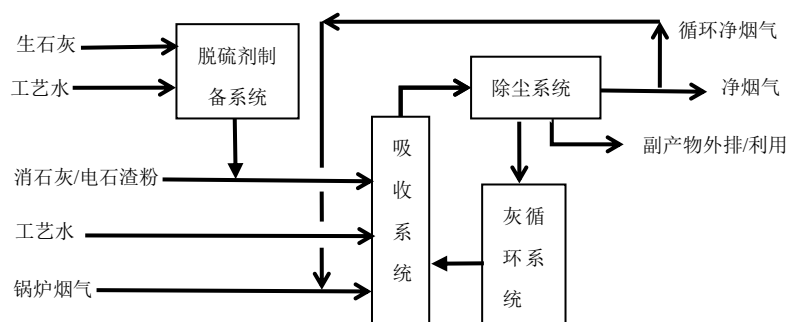 循环净烟气
生石灰
脱硫剂制
备系统
工艺水
除尘系统
净烟气
副产物外排/利用
吸
收
系
统
消石灰/电石渣粉
灰循
环系
统
工艺水
锅炉烟气